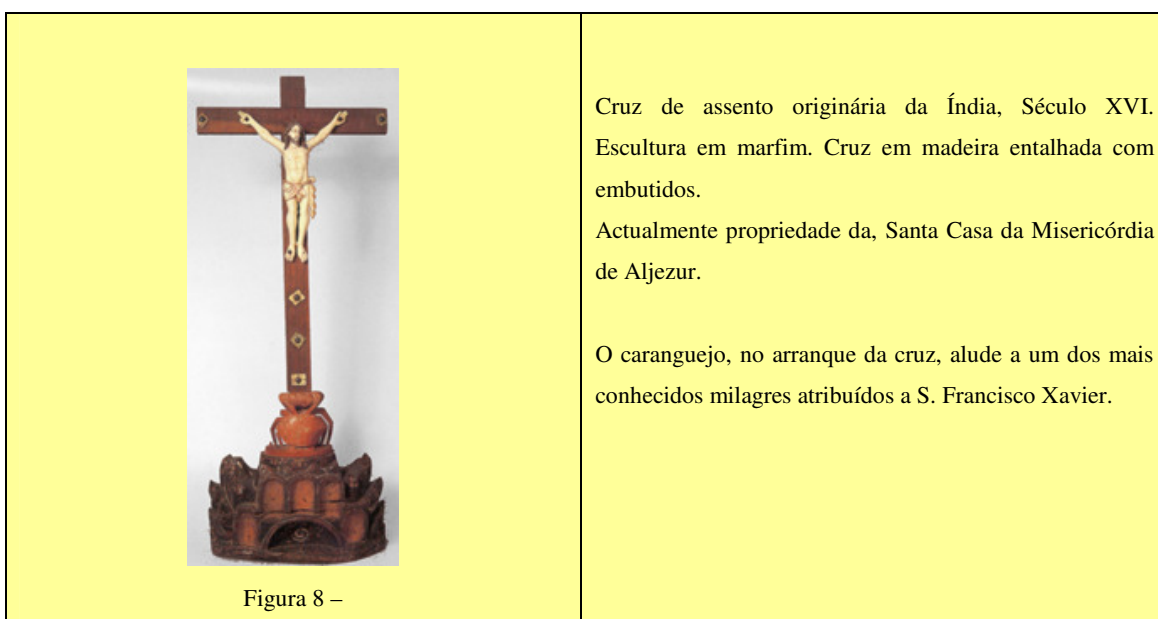 Cruz de assento originária da Índia, Século XVI.
Escultura em marfim. Cruz em madeira entalhada com
embutidos.
Actualmente propriedade da, Santa Casa da Misericórdia
de Aljezur.
O caranguejo, no arranque da cruz, alude a um dos mais
conhecidos milagres atribuídos a S. Francisco Xavier.
Figura 8 –